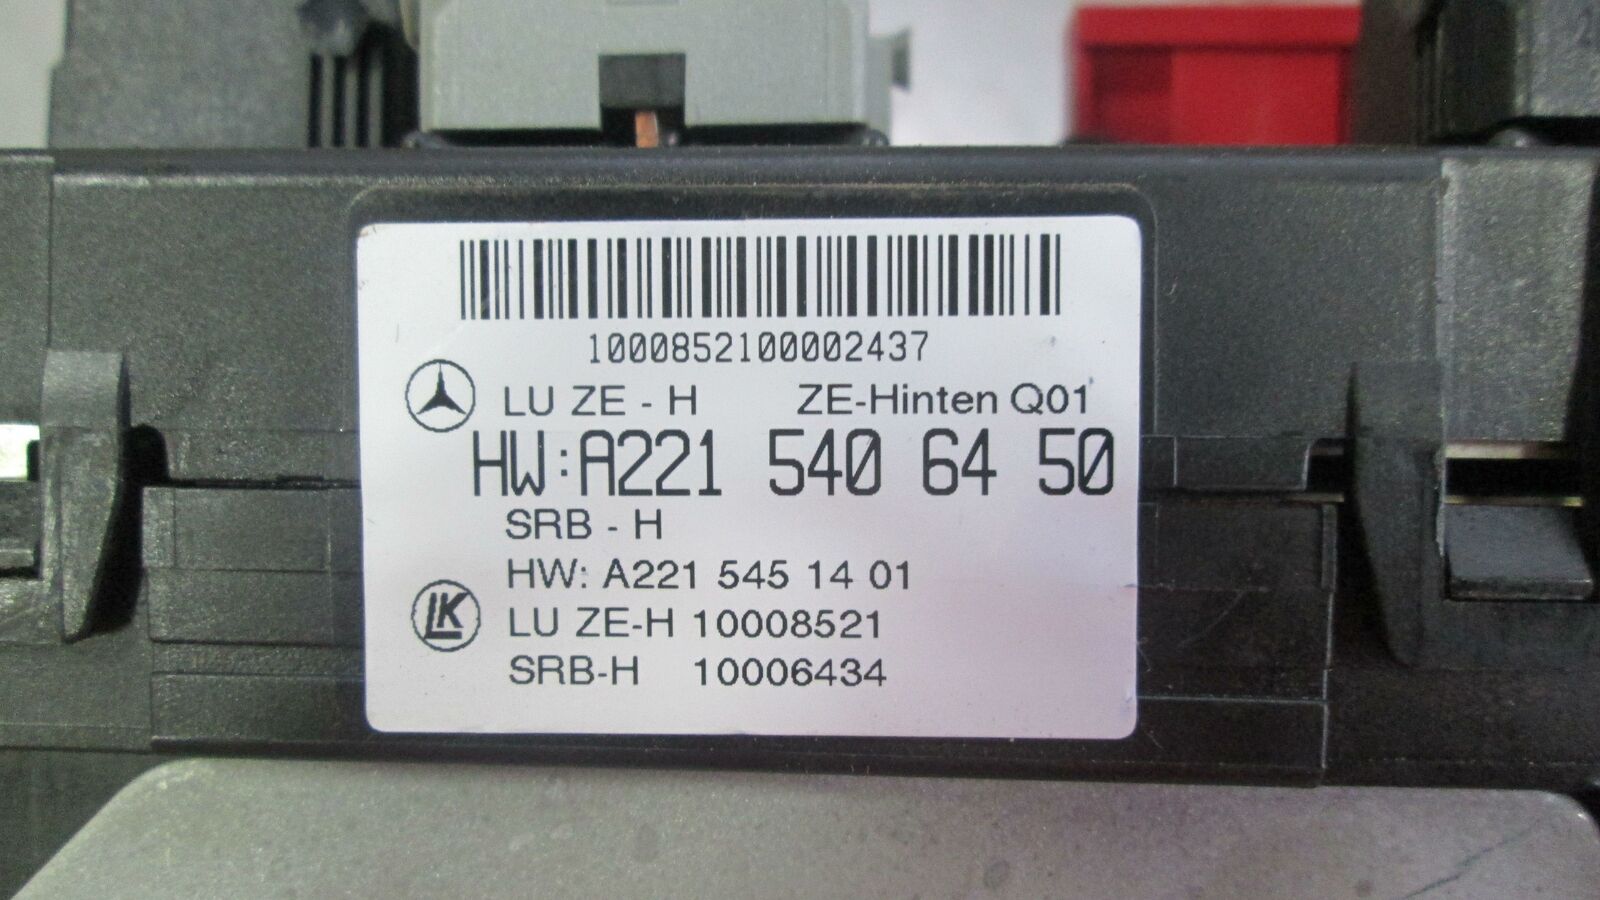 1000852100002437
LU ZE - H ZE-Hinten Q01
HW:A221 540 64 50
SRB - H
HW: A221 545 14 01
LK
LU ZE-H 10008521
SRB-H 10006434